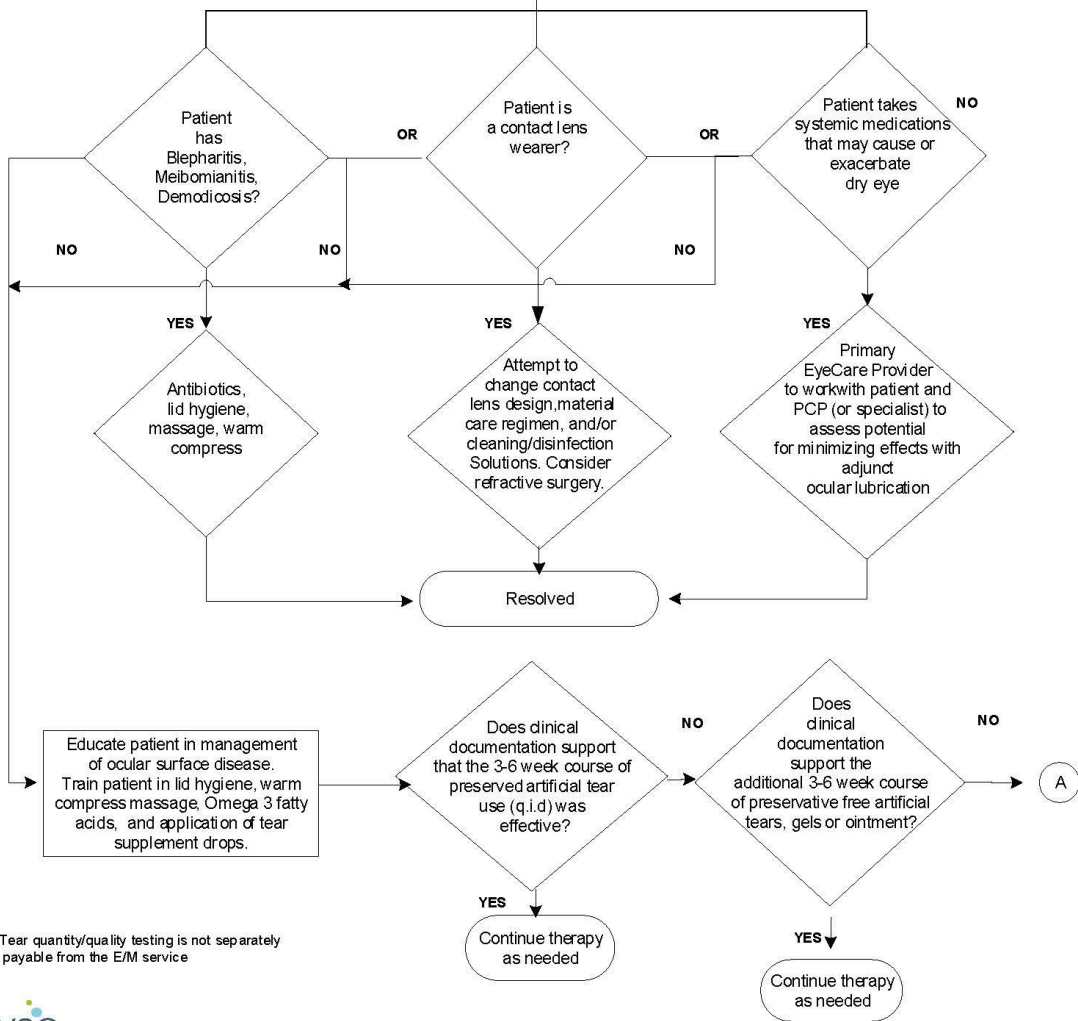 Patient
has
Blepharitis,
Meibomianitis,
Demodicosis?
OR
Patient is
a contact lens
wearer?
OR
Patient takes
systemic medications
that may cause or
exacerbate
dry eye
NO
NO
NO
NO
YES
YES
YES
Antibiotics,
lid hygiene,
massage, warm
compress
Attempt to
change contact
lens design,material
care regimen, and/or
cleaning/disinfection
Solutions. Consider
refractive surgery.
Primary
EyeCare Provider
to workwith patient and
PCP (or specialist) to
assess potential
for minimizing effects with
adjunct
ocular lubrication
Resolved
Educate patient in management
of ocular surface disease.
Train patient in lid hygiene, warm
compress massage, Omega 3 fatty
acids, and application of tear
supplement drops.
Does clinical
documentation support
that the 3-6 week course of
preserved artificial tear
use (q.i.d) was
effective?
NO
Does
clinical
documentation
support the
additional 3-6 week course
of preservative free artificial
tears, gels or ointment?
NO
A
YES
Continue therapy
as needed
YES
Continue therapy
as needed
Tear quantity/quality testing is not separately
payable from the E/M service